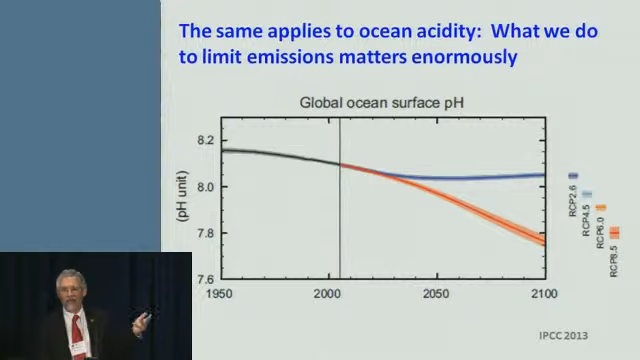 The same applies to ocean acidity: What we do
to limit emissions matters enormously
Global ocean surface pH
(pH unit)
8.2
8.0
7.8
7.6
1950
2000
2050
2100
RCP2.6
RCP4.5
RCP6.0
RCP8.5
IPCC 2013